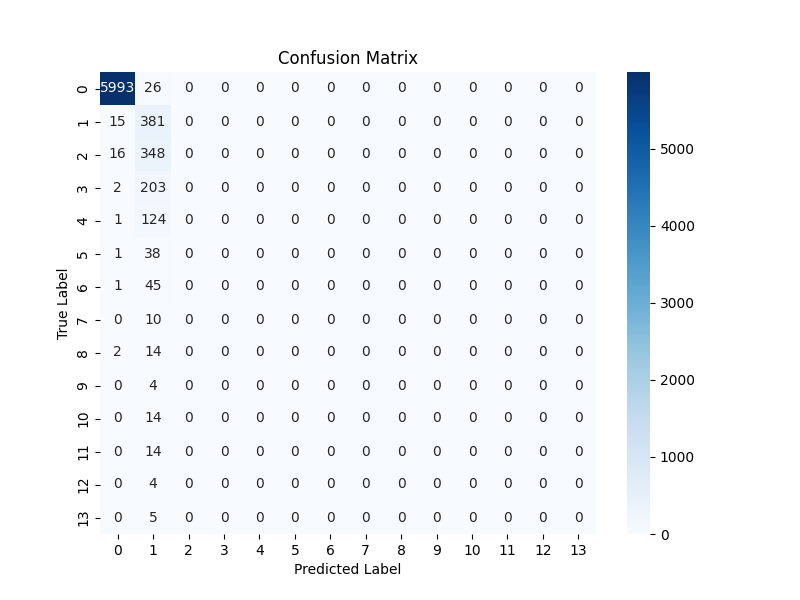 Confusion Matrix
0 5993 26 0 0 0 0 0 0 0 0 0 0 0 0
1 15 381 0 0 0 0 0 0 0 0 0 0 0 0
2 16 348 0 0 0 0 0 0 0 0 0 0 0 0
3 2 203 0 0 0 0 0 0 0 0 0 0 0 0
4 1 124 0 0 0 0 0 0 0 0 0 0 0 0
5 1 38 0 0 0 0 0 0 0 0 0 0 0 0
6 1 45 0 0 0 0 0 0 0 0 0 0 0 0
7 0 10 0 0 0 0 0 0 0 0 0 0 0 0
8 2 14 0 0 0 0 0 0 0 0 0 0 0 0
9 0 4 0 0 0 0 0 0 0 0 0 0 0 0
10 0 14 0 0 0 0 0 0 0 0 0 0 0 0
11 0 14 0 0 0 0 0 0 0 0 0 0 0 0
12 0 4 0 0 0 0 0 0 0 0 0 0 0 0
13 0 5 0 0 0 0 0 0 0 0 0 0 0 0
0 1 2 3 4 5 6 7 8 9 10 11 12 13
Predicted Label
True Label
5000
4000
3000
2000
1000
0